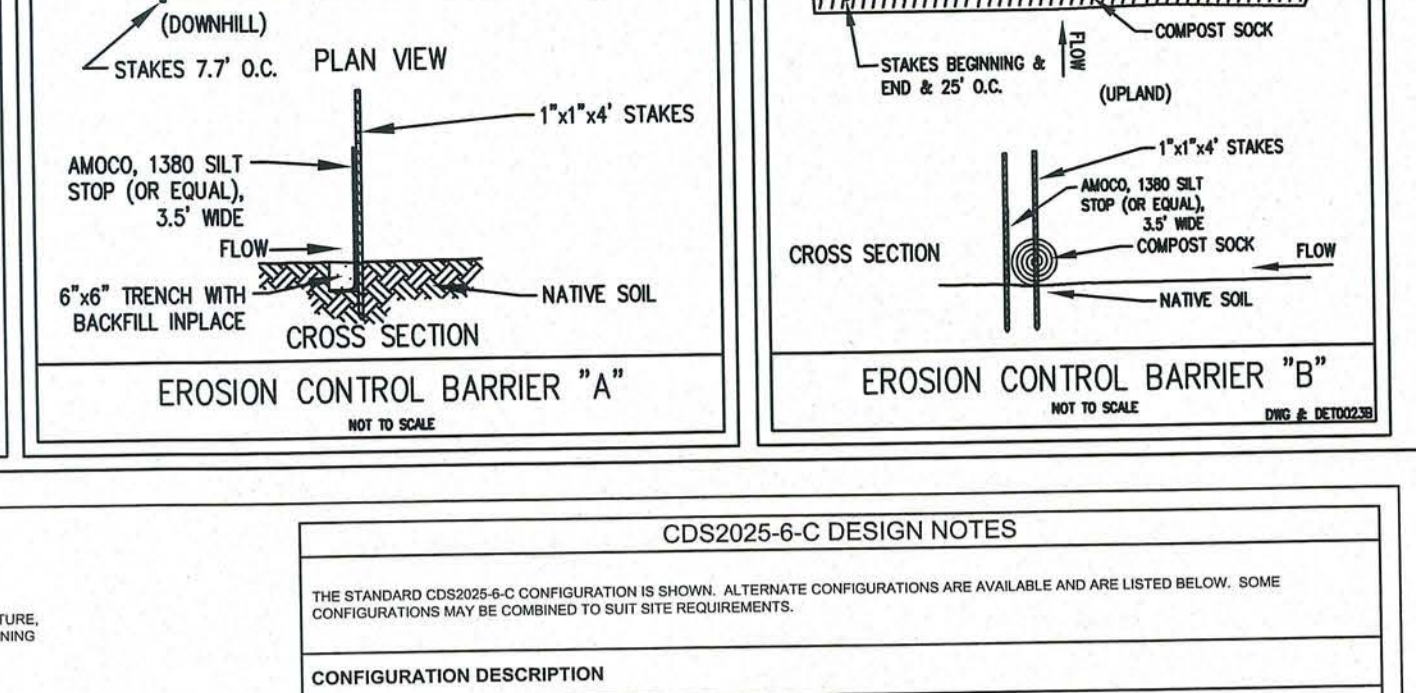 (DOWNHILL)
STAKES 7.7' O.C.
PLAN VIEW
1"x1"x4' STAKES
AMOCO, 1380 SILT
STOP (OR EQUAL),
3.5' WIDE
FLOW
6"x6" TRENCH WITH
BACKFILL INPLACE
NATIVE SOIL
CROSS SECTION
EROSION CONTROL BARRIER "A"
NOT TO SCALE
COMPOST SOCK
STAKES BEGINNING &
END & 25' O.C.
FLOW
(UPLAND)
1"x1"x4' STAKES
AMOCO, 1380 SILT
STOP (OR EQUAL),
3.5' WIDE
COMPOST SOCK
CROSS SECTION
FLOW
NATIVE SOIL
EROSION CONTROL BARRIER "B"
NOT TO SCALE
DWG #: DET0023B
TURE,
NING
CDS2025-6-C DESIGN NOTES
THE STANDARD CDS2025-6-C CONFIGURATION IS SHOWN. ALTERNATE CONFIGURATIONS ARE AVAILABLE AND ARE LISTED BELOW. SOME
CONFIGURATIONS MAY BE COMBINED TO SUIT SITE REQUIREMENTS.
CONFIGURATION DESCRIPTION